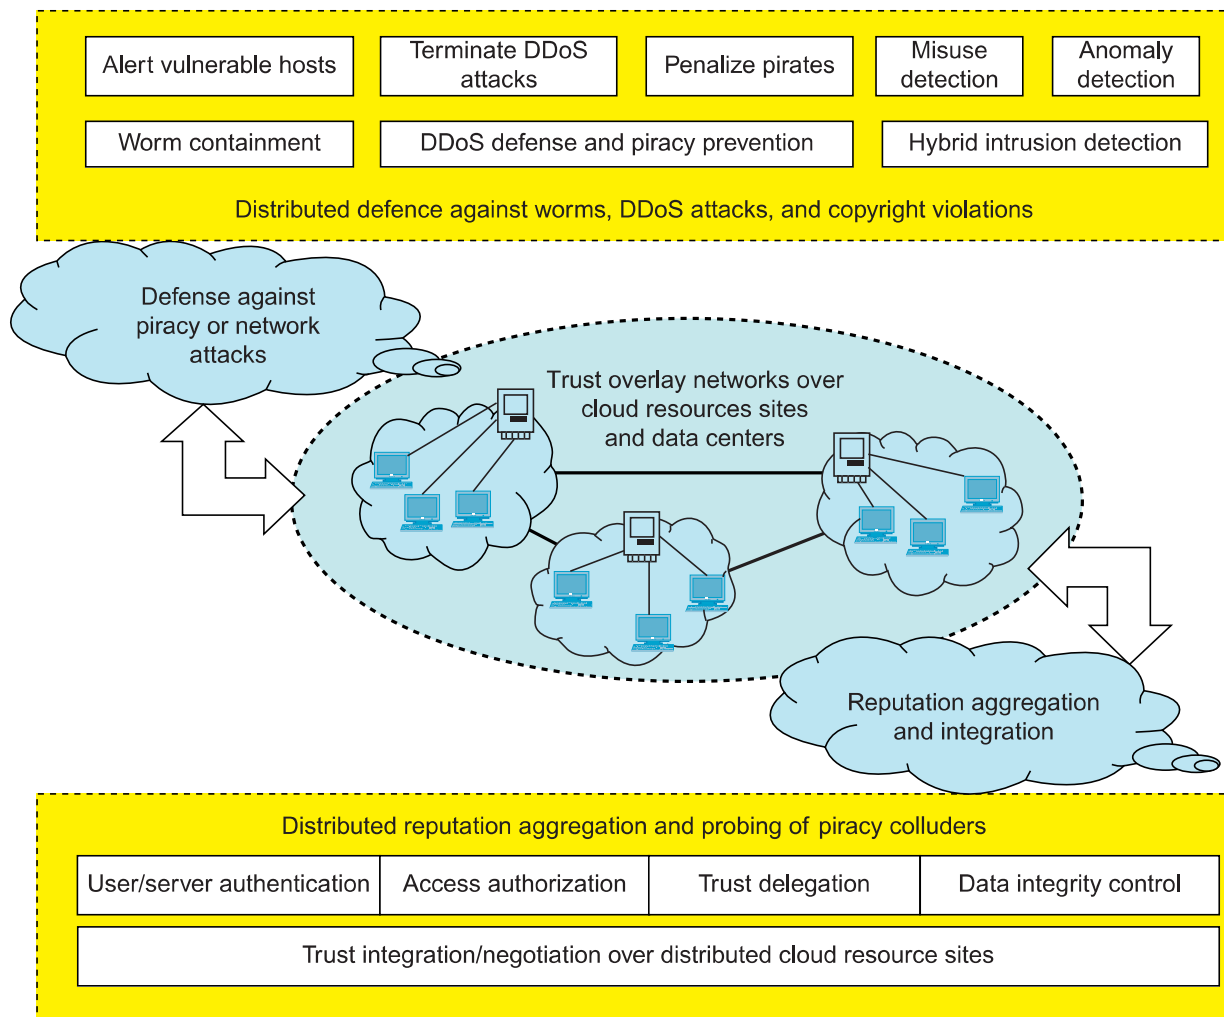 Alert vulnerable hosts
Terminate DDoS
attacks
Penalize pirates
Misuse
detection
Anomaly
detection
Worm containment
DDoS defense and piracy prevention
Hybrid intrusion detection
Distributed defence against worms, DDoS attacks, and copyright violations
Defense against
piracy or network
attacks
Trust overlay networks over
cloud resources sites
and data centers
Reputation aggregation
and integration
Distributed reputation aggregation and probing of piracy colluders
User/server authentication
Access authorization
Trust delegation
Data integrity control
Trust integration/negotiation over distributed cloud resource sites